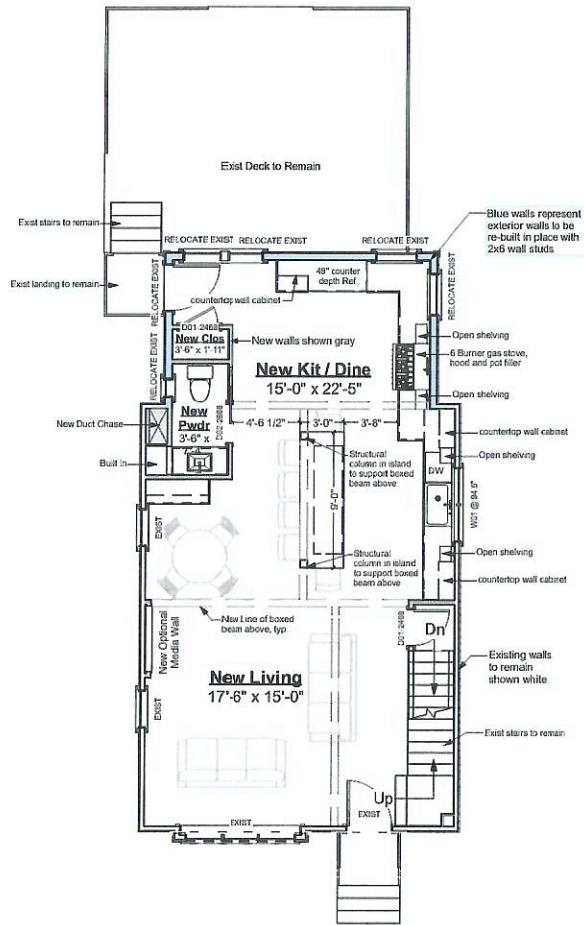 Exist Deck to Remain
Exist stairs to remain
Exist landing to remain
RELOCATE EXIST
RELOCATE EXIST
RELOCATE EXIST
Blue walls represent
exterior walls to be
re-built in place with
2x6 wall studs
RELOCATE EXIST
RELOCATE EXIST
RELOCATE EXIST
48" counter
depth Ref
countertop wall cabinet
D01-2468
New Clos
3'-6" x 1'-11"
New walls shown gray
Open shelving
6 Burner gas stove,
hood and pot filler
Open shelving
New Kit / Dine
15'-0" x 22'-5"
New
Pwdr
3'-6" x
D02-2668
4'-6 1/2"
3'-0"
3'-8"
New Duct Chase
Built in
countertop wall cabinet
Open shelving
DW
Structural
column in island
to support boxed
beam above
9'-0"
W01 @ 94.5"
EXIST
Structural
column in island
to support boxed
beam above
Open shelving
countertop wall cabinet
New Line of boxed
beam above, typ
D01-2468
Dn
New Optional
Media Wall
Existing walls
to remain
shown white
New Living
17'-6" x 15'-0"
EXIST
Exist stairs to remain
Up
EXIST
EXIST